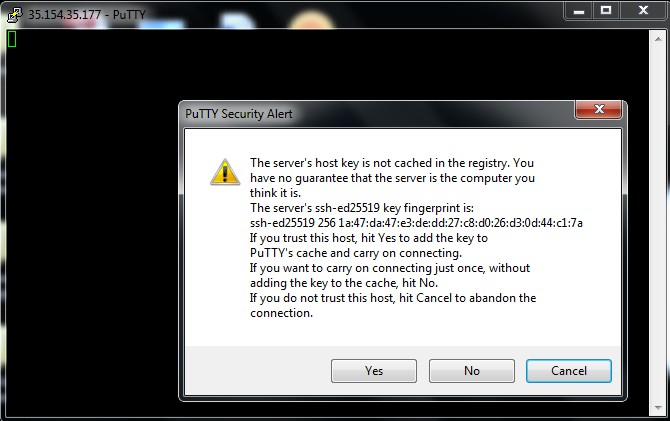 35.154.35.177 - PuTTY
PuTTY Security Alert
The server's host key is not cached in the registry. You
have no guarantee that the server is the computer you
think it is.
The server's ssh-ed25519 key fingerprint is:
ssh-ed25519 256 1a:47:da:47:e3:de:dd:27:c8:d0:26:d3:0d:44:c1:7a
If you trust this host, hit Yes to add the key to
PuTTY's cache and carry on connecting.
If you want to carry on connecting just once, without
adding the key to the cache, hit No.
If you do not trust this host, hit Cancel to abandon the
connection.
Yes No Cancel